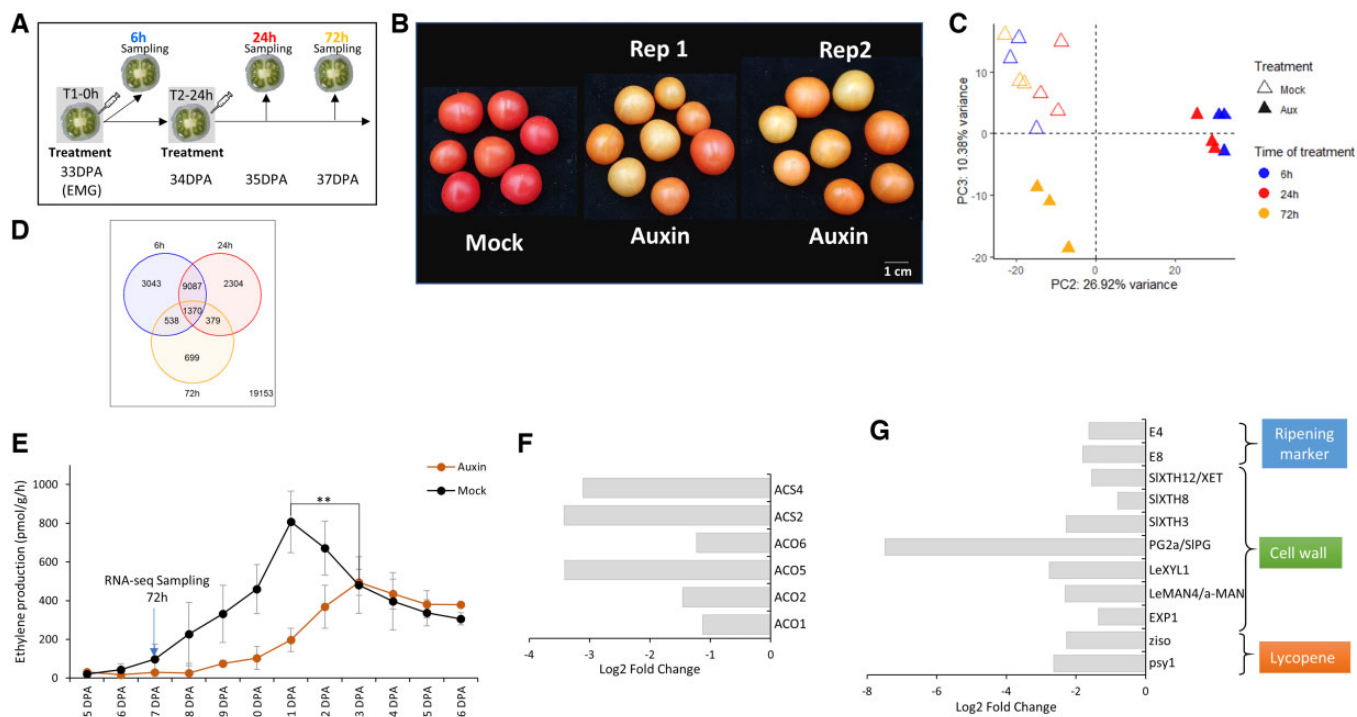 A
6h
Sampling
24h
Sampling
72h
Sampling
T1-0h
T2-24h
Treatment
33DPA
(EMG)
Treatment
34DPA
35DPA
37DPA
B
Rep 1
Rep2
Mock
Auxin
Auxin
1 cm
C
PC3: 10.38% variance
10
0
-10
-20
-20
0
20
PC2: 26.92% variance
Treatment
Mock
Aux
Time of treatment
6h
24h
72h
D
6h
24h
3043
9087
2304
1370
538
379
699
72h
19153
E
Auxin
Mock
Ethylene production (pmol/g/h)
1000
800
600
400
200
0
**
RNA-seq Sampling
72h
5 DPA
6 DPA
7 DPA
8 DPA
9 DPA
0 DPA
1 DPA
2 DPA
3 DPA
4 DPA
5 DPA
6 DPA
F
ACS4
ACS2
ACO6
ACO5
ACO2
ACO1
-4
-3
-2
-1
0
Log2 Fold Change
G
E4
E8
SlXTH12/XET
SlXTH8
SlXTH3
PG2a/SlPG
LeXYL1
LeMAN4/a-MAN
EXP1
ziso
psy1
-8
-6
-4
-2
0
Log2 Fold Change
Ripening
marker
Cell wall
Lycopene